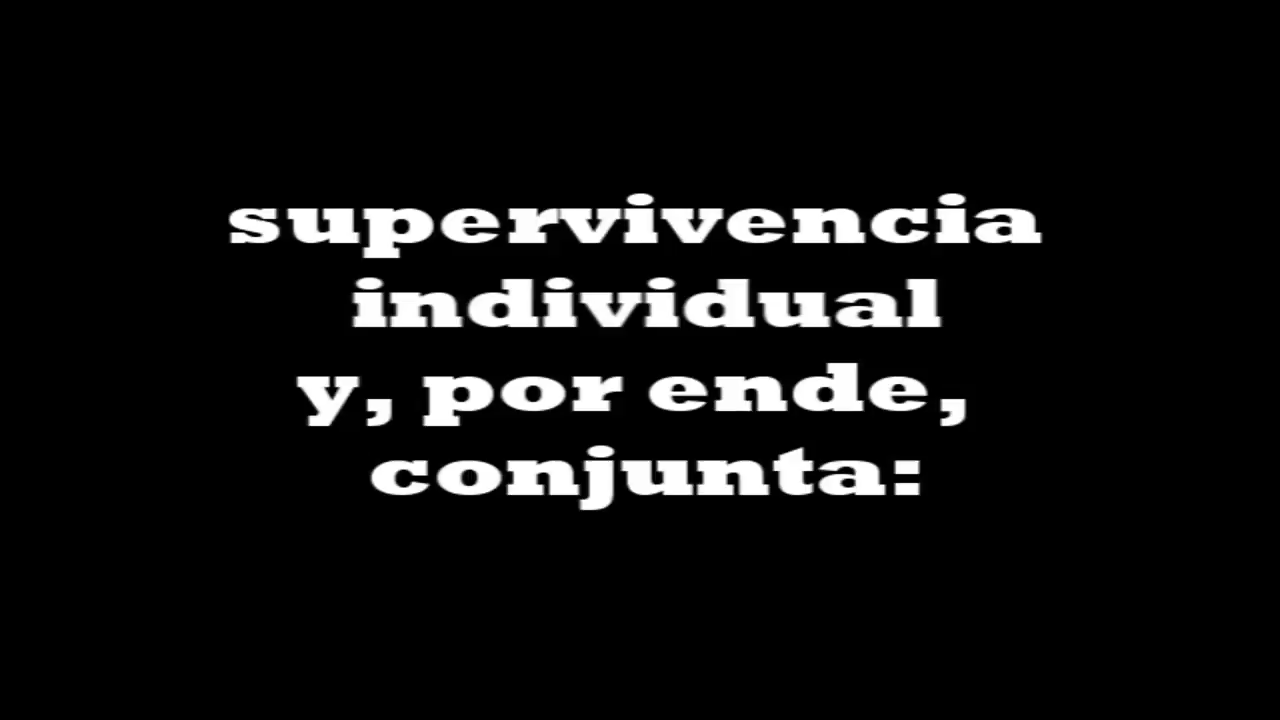 supervivencia
individual
y, por ende,
conjunta: